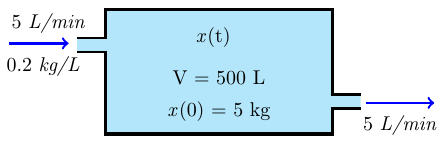 5 L/min
0.2 kg/L
x(t)
V = 500 L
x(0) = 5 kg
5 L/min